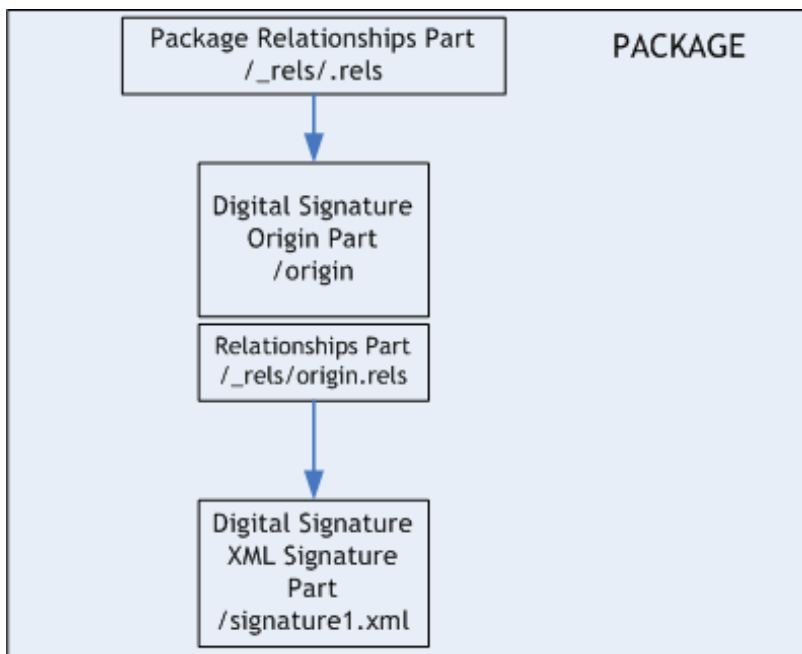 Package Relationships Part
/_rels/.rels
PACKAGE
Digital Signature
Origin Part
/origin
Relationships Part
/_rels/origin.rels
Digital Signature
XML Signature
Part
/signature1.xml